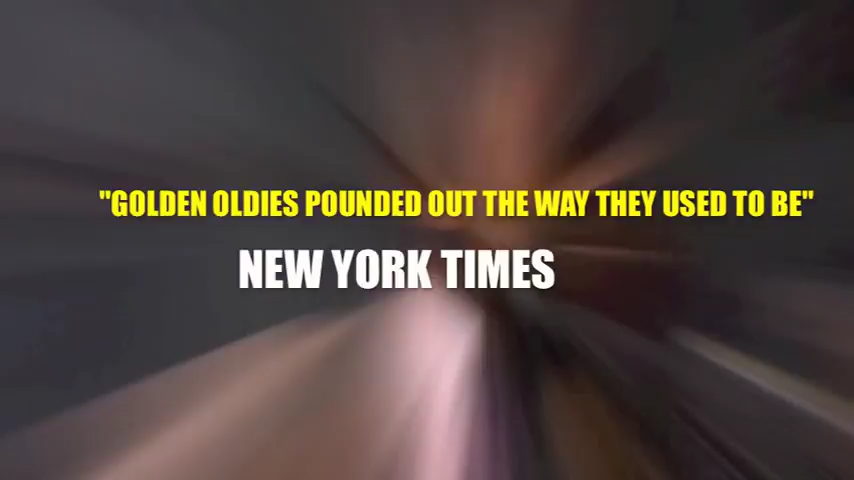 "GOLDEN OLDIES POUNDED OUT THE WAY THEY USED TO BE"
NEW YORK TIMES